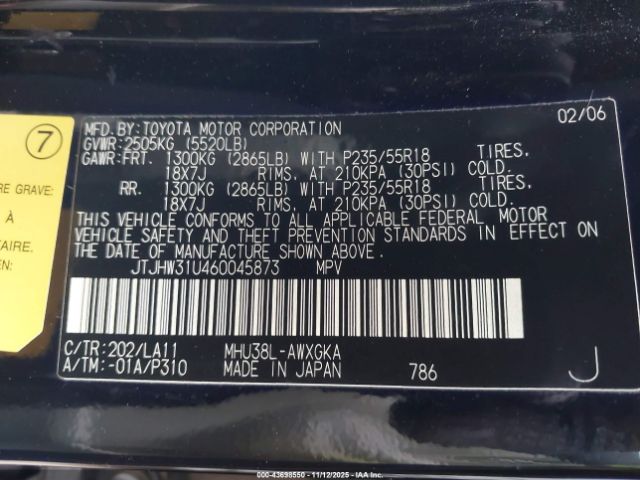 7
RE GRAVE:
À
TAIRE.
EN:
02/06
MFD. BY: TOYOTA MOTOR CORPORATION
GVWR: 2505KG (5520LB)
GAWR: FRT. 1300KG (2865LB) WITH P235/55R18 TIRES,
18X7J RIMS, AT 210KPA (30PSI) COLD.
RR. 1300KG (2865LB) WITH P235/55R18 TIRES,
18X7J RIMS, AT 210KPA (30PSI) COLD.
THIS VEHICLE CONFORMS TO ALL APPLICABLE FEDERAL MOTOR
VEHICLE SAFETY AND THEFT PREVENTION STANDARDS IN EFFECT ON
THE DATE OF MANUFACTURE SHOWN ABOVE.
JTJHW31U460045873 MPV
C/TR: 202/LA11 MHU38L-AWXGKA
A/TM: -01A/P310 MADE IN JAPAN 786 J
000-43698550 - 11/12/2025 - IAA Inc.